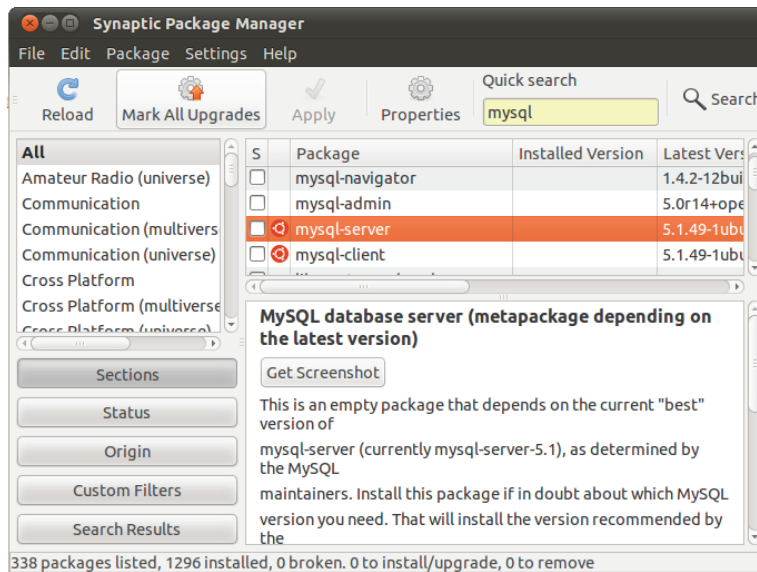 Synaptic Package Manager
File Edit Package Settings Help
Reload Mark All Upgrades Apply Properties Quick search mysql Search
All
Amateur Radio (universe)
Communication
Communication (multivers
Communication (universe)
Cross Platform
Cross Platform (multiverse
Cross Platform (universe)
S Package Installed Version Latest Vers
mysql-navigator 1.4.2-12bui
mysql-admin 5.0r14+ope
mysql-server 5.1.49-1ubu
mysql-client 5.1.49-1ubu
Sections
Status
Origin
Custom Filters
Search Results
MySQL database server (metapackage depending on
the latest version)
Get Screenshot
This is an empty package that depends on the current "best"
version of
mysql-server (currently mysql-server-5.1), as determined by
the MySQL
maintainers. Install this package if in doubt about which MySQL
version you need. That will install the version recommended by
the
338 packages listed, 1296 installed, 0 broken. 0 to install/upgrade, 0 to remove